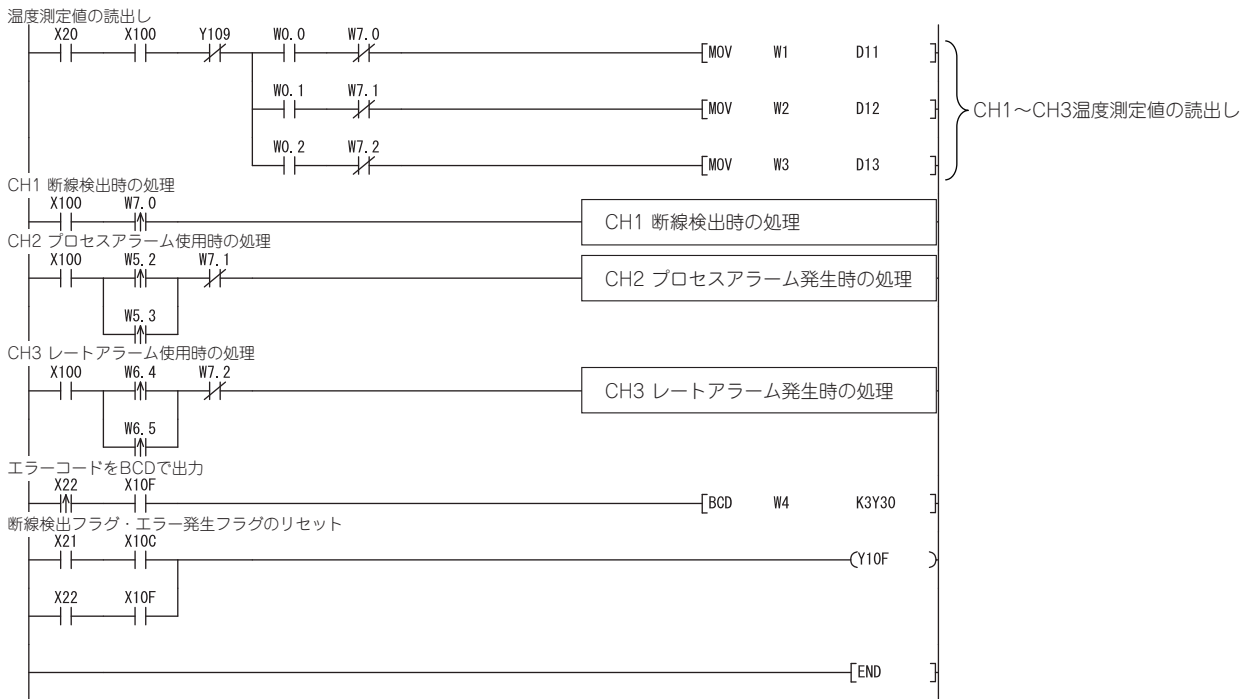 温度測定値の読出し
X20 X100 Y109 W0.0 W7.0
[MOV W1 D11 ]
W0.1 W7.1
[MOV W2 D12 ]
CH1～CH3温度測定値の読出し
W0.2 W7.2
[MOV W3 D13 ]
CH1 断線検出時の処理
X100 W7.0
CH1 断線検出時の処理
CH2 プロセスアラーム使用時の処理
X100 W5.2 W7.1
CH2 プロセスアラーム発生時の処理
W5.3
CH3 レートアラーム使用時の処理
X100 W6.4 W7.2
CH3 レートアラーム発生時の処理
W6.5
エラーコードをBCDで出力
X22 X10F
[BCD W4 K3Y30 ]
断線検出フラグ・エラー発生フラグのリセット
X21 X10C
(Y10F )
X22 X10F
[END ]